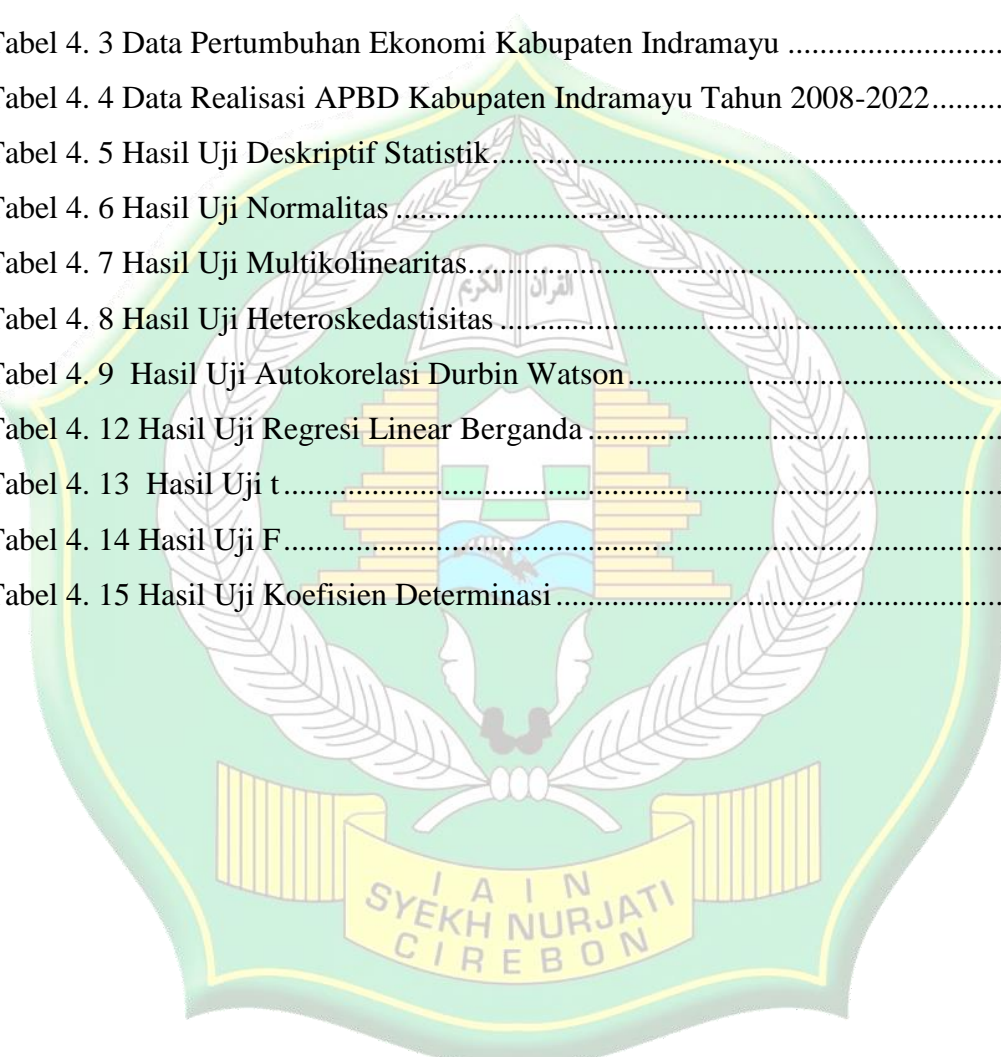 Tabel 4. 3 Data Pertumbuhan Ekonomi Kabupaten Indramayu ..........................
Tabel 4. 4 Data Realisasi APBD Kabupaten Indramayu Tahun 2008-2022.........
Tabel 4. 5 Hasil Uji Deskriptif Statistik...............................................................
Tabel 4. 6 Hasil Uji Normalitas ...........................................................................
Tabel 4. 7 Hasil Uji Multikolinearitas..................................................................
Tabel 4. 8 Hasil Uji Heteroskedastisitas ..............................................................
Tabel 4. 9  Hasil Uji Autokorelasi Durbin Watson ..............................................
Tabel 4. 12 Hasil Uji Regresi Linear Berganda ...................................................
Tabel 4. 13  Hasil Uji t .........................................................................................
Tabel 4. 14 Hasil Uji F .........................................................................................
Tabel 4. 15 Hasil Uji Koefisien Determinasi .......................................................
القرآن الكريم
IAIN
SYEKH NURJATI
CIREBON